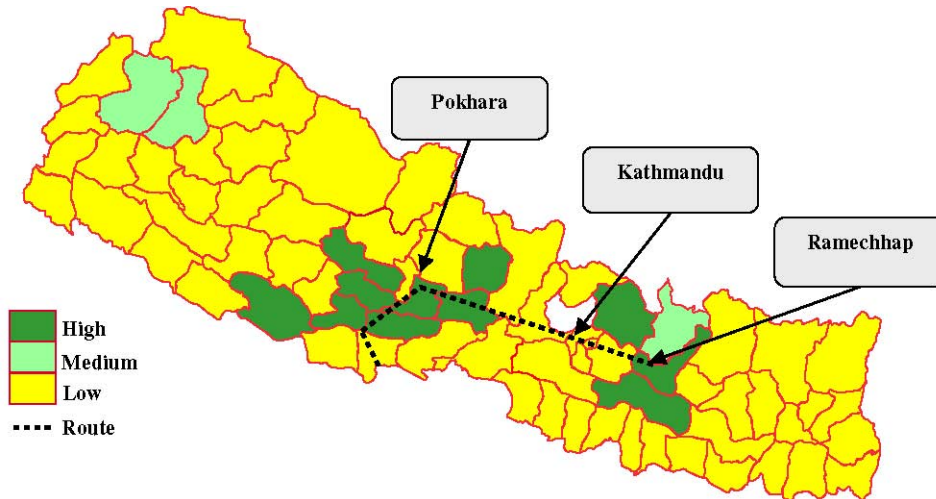 Pokhara
Kathmandu
Ramechhap
High
Medium
Low
Route